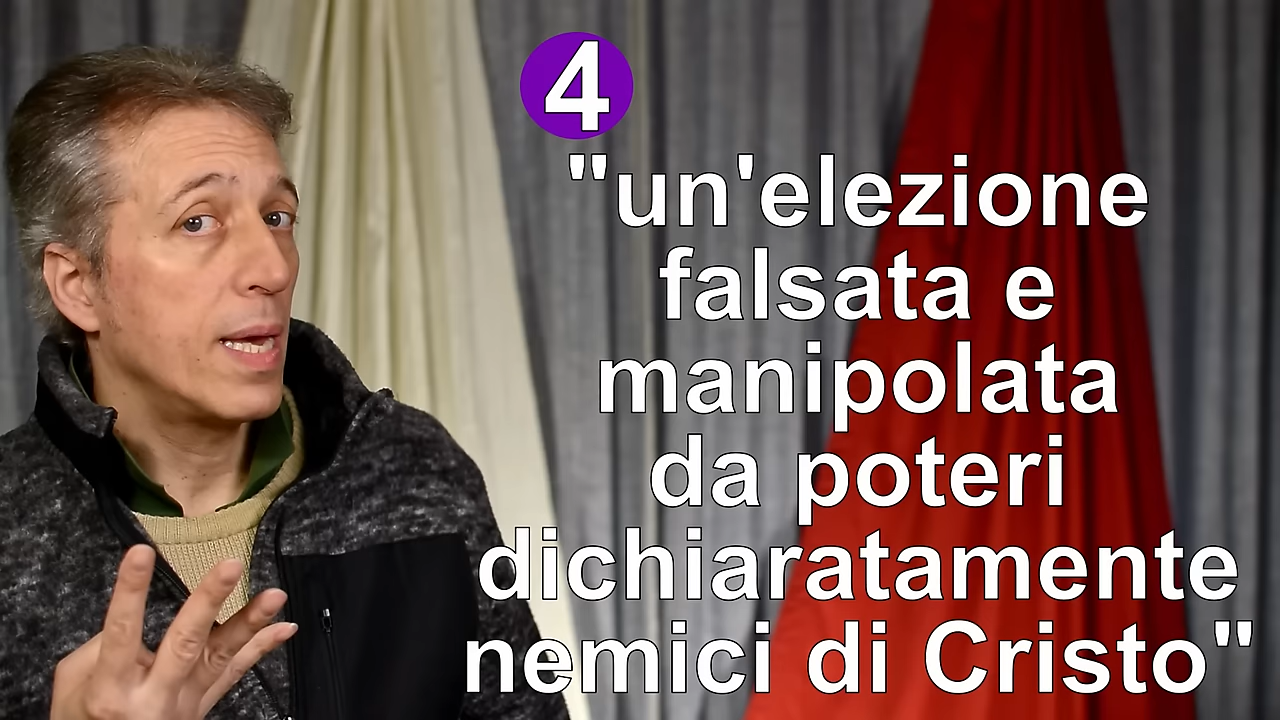 4
"un'elezione
falsata e
manipolata
da poteri
dichiaratamente
nemici di Cristo"